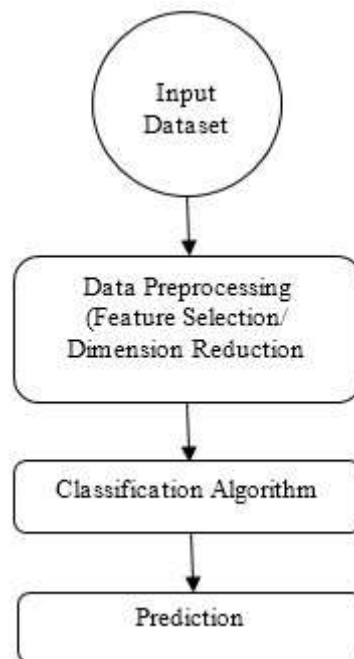 Input
Dataset
Data Preprocessing
(Feature Selection/
Dimension Reduction
Classification Algorithm
Prediction